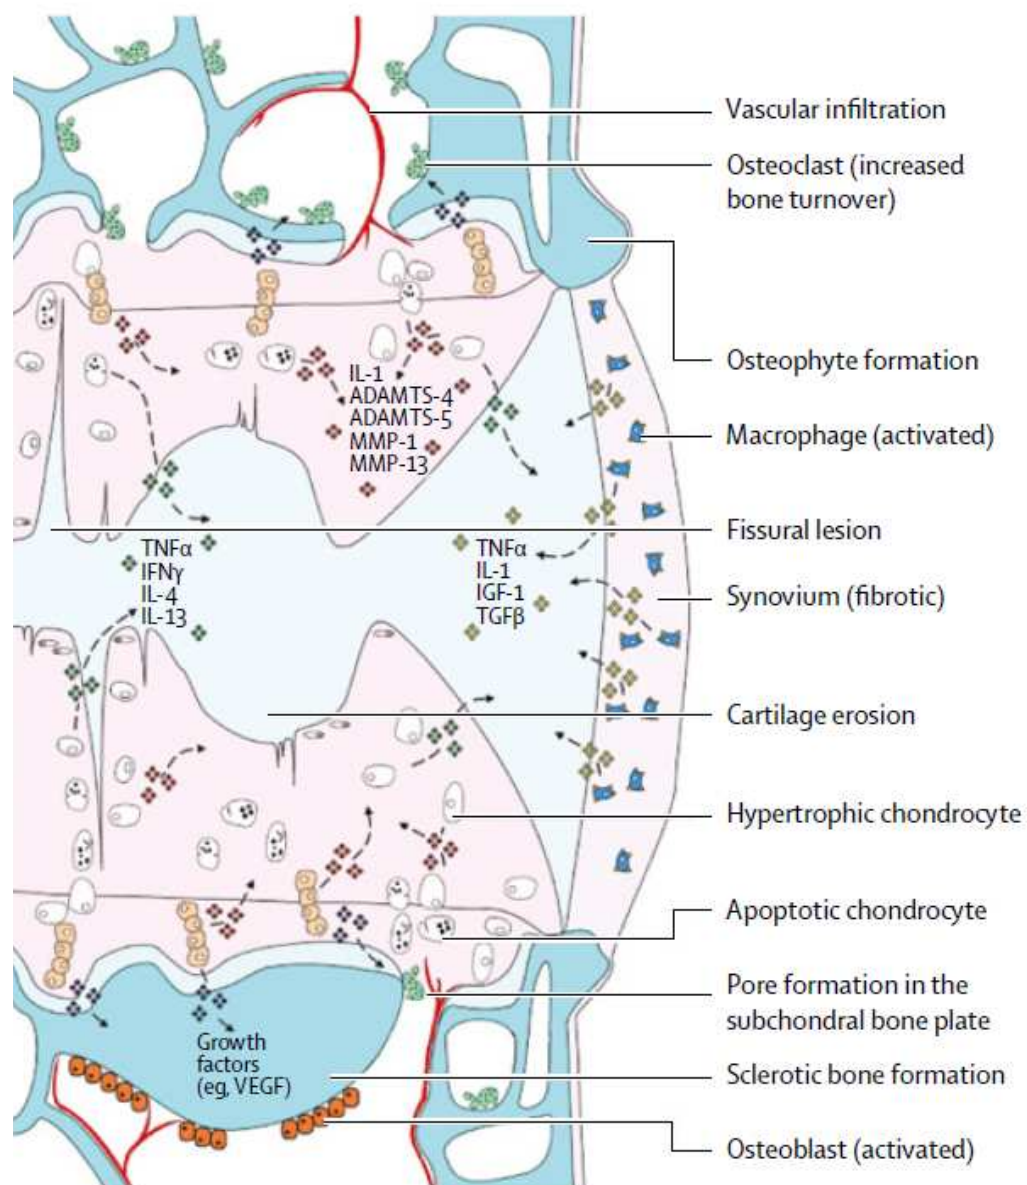 Vascular infiltration
Osteoclast (increased
bone turnover)
Osteophyte formation
Macrophage (activated)
Fissural lesion
Synovium (fibrotic)
Cartilage erosion
Hypertrophic chondrocyte
Apoptotic chondrocyte
Pore formation in the
subchondral bone plate
Sclerotic bone formation
Osteoblast (activated)
IL-1
ADAMTS-4
ADAMTS-5
MMP-1
MMP-13
TNFα
IFNγ
IL-4
IL-13
TNFα
IL-1
IGF-1
TGFβ
Growth
factors
(eg, VEGF)